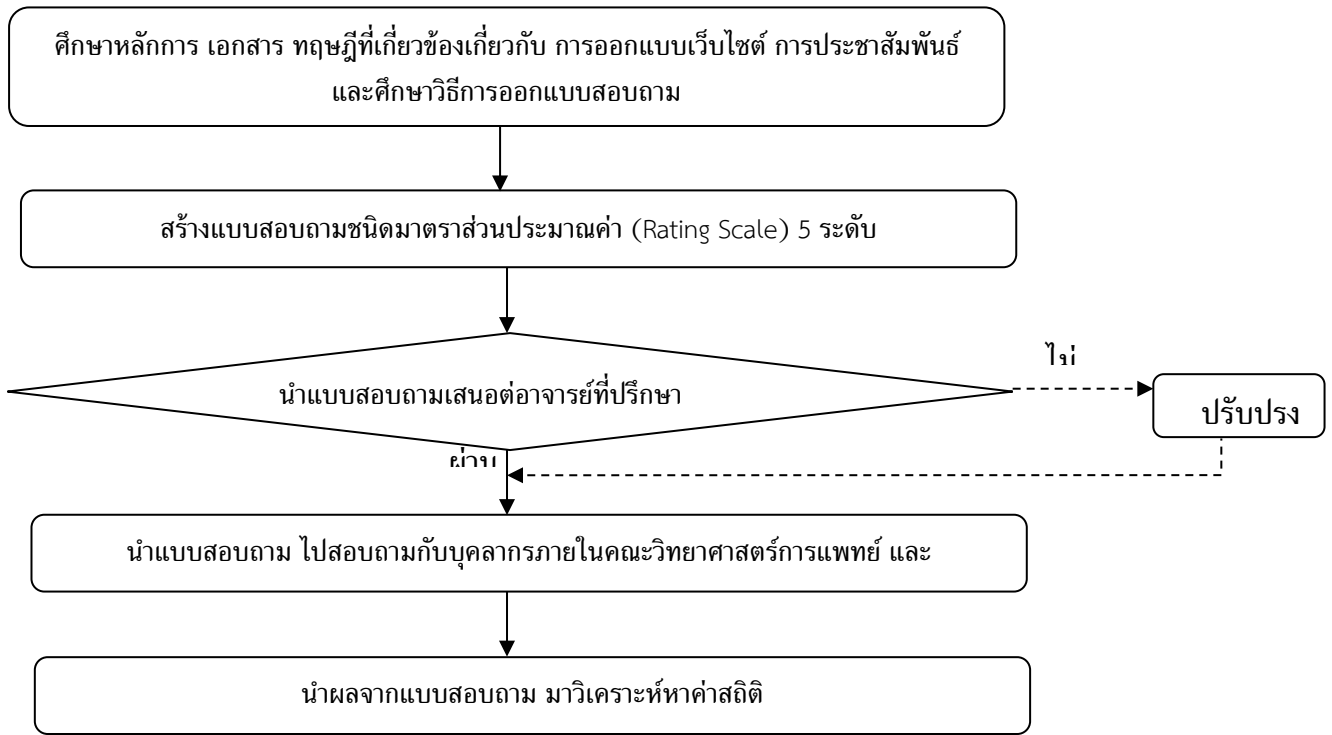 ศึกษาหลักการ เอกสาร ทฤษฎีที่เกี่ยวข้องเกี่ยวกับ การออกแบบเว็บไซต์ การประชาสัมพันธ์
และศึกษาวิธีการออกแบบสอบถาม
สร้างแบบสอบถามชนิดมาตราส่วนประมาณค่า (Rating Scale) 5 ระดับ
นำแบบสอบถามเสนอต่ออาจารย์ที่ปรึกษา
ไม่
ปรับปรง
ผ่าน
นำแบบสอบถาม ไปสอบถามกับบุคลากรภายในคณะวิทยาศาสตร์การแพทย์ และ
นำผลจากแบบสอบถาม มาวิเคราะห์หาค่าสถิติ